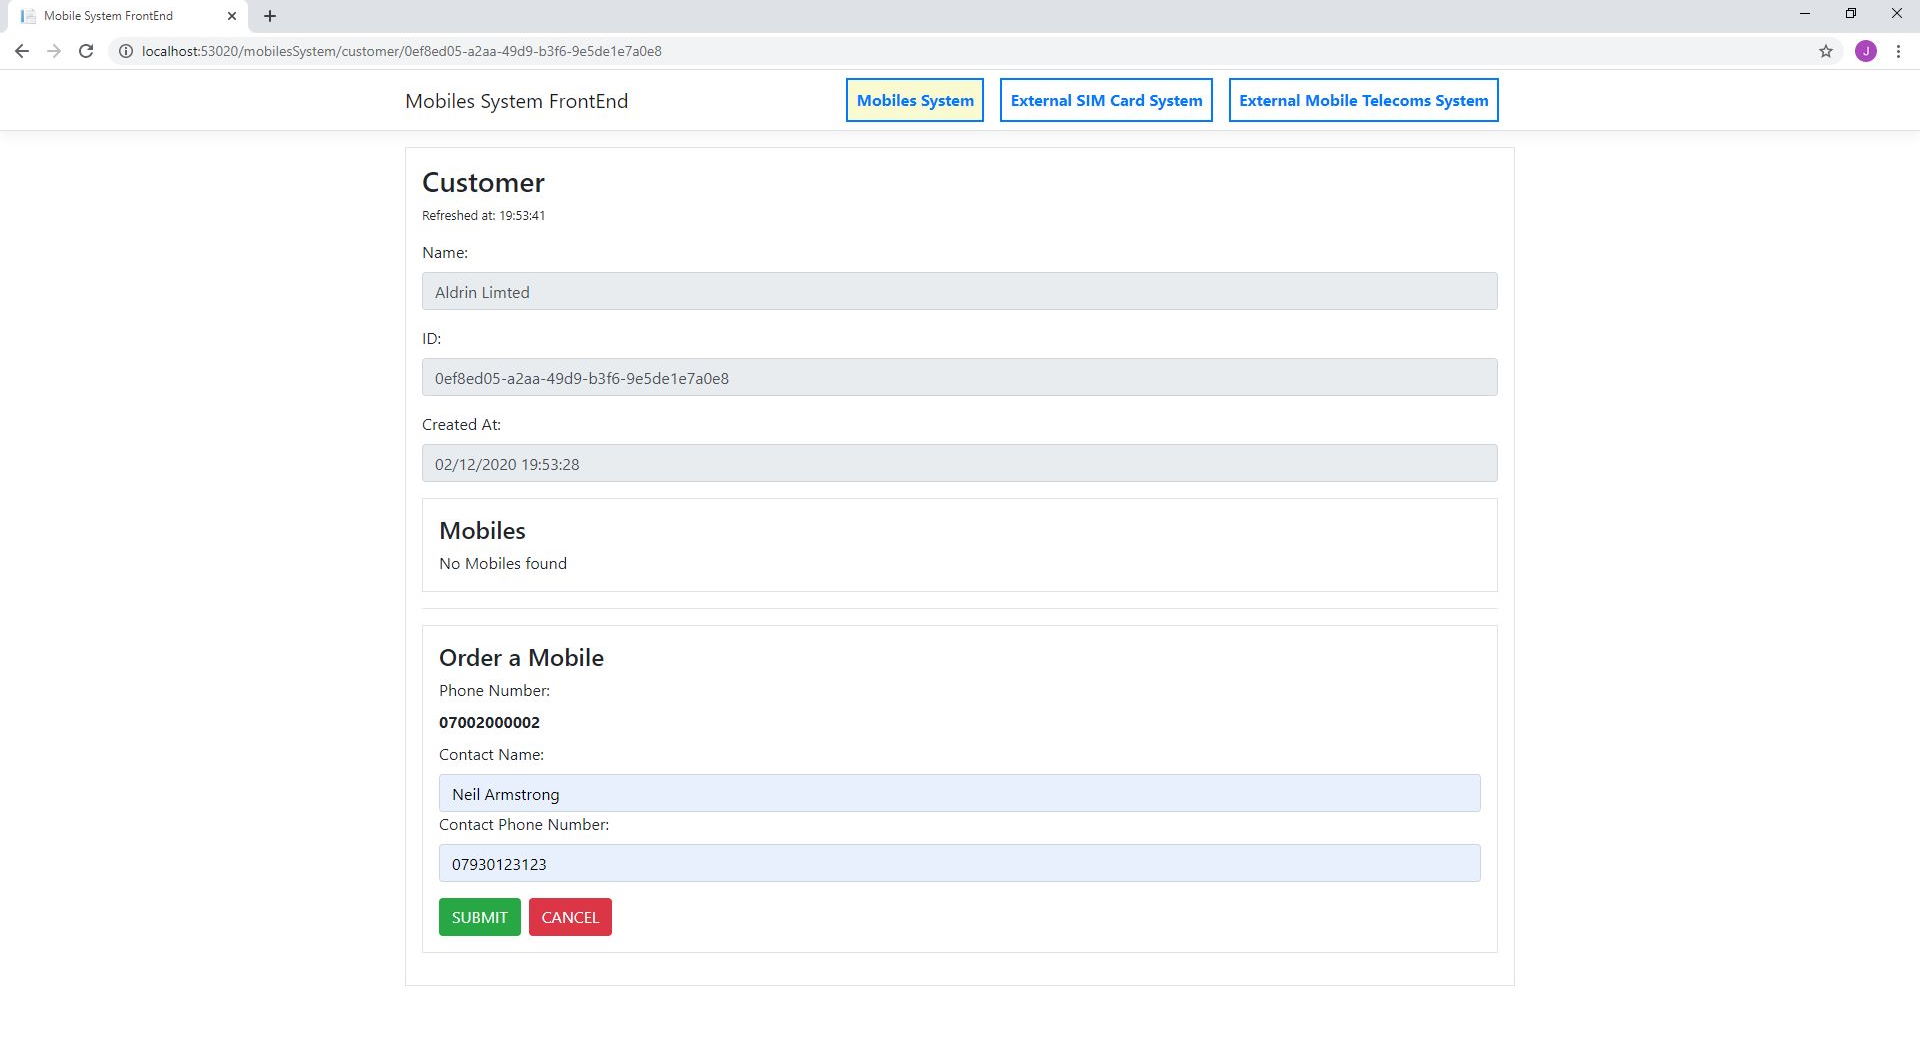 Mobile System FrontEnd
localhost:53020/mobilesSystem/customer/0ef8ed05-a2aa-49d9-b3f6-9e5de1e7a0e8
J
Mobiles System FrontEnd
Mobiles System
External SIM Card System
External Mobile Telecoms System
Customer
Refreshed at: 19:53:41
Name:
Aldrin Limted
ID:
0ef8ed05-a2aa-49d9-b3f6-9e5de1e7a0e8
Created At:
02/12/2020 19:53:28
Mobiles
No Mobiles found
Order a Mobile
Phone Number:
07002000002
Contact Name:
Neil Armstrong
Contact Phone Number:
07930123123
SUBMIT
CANCEL